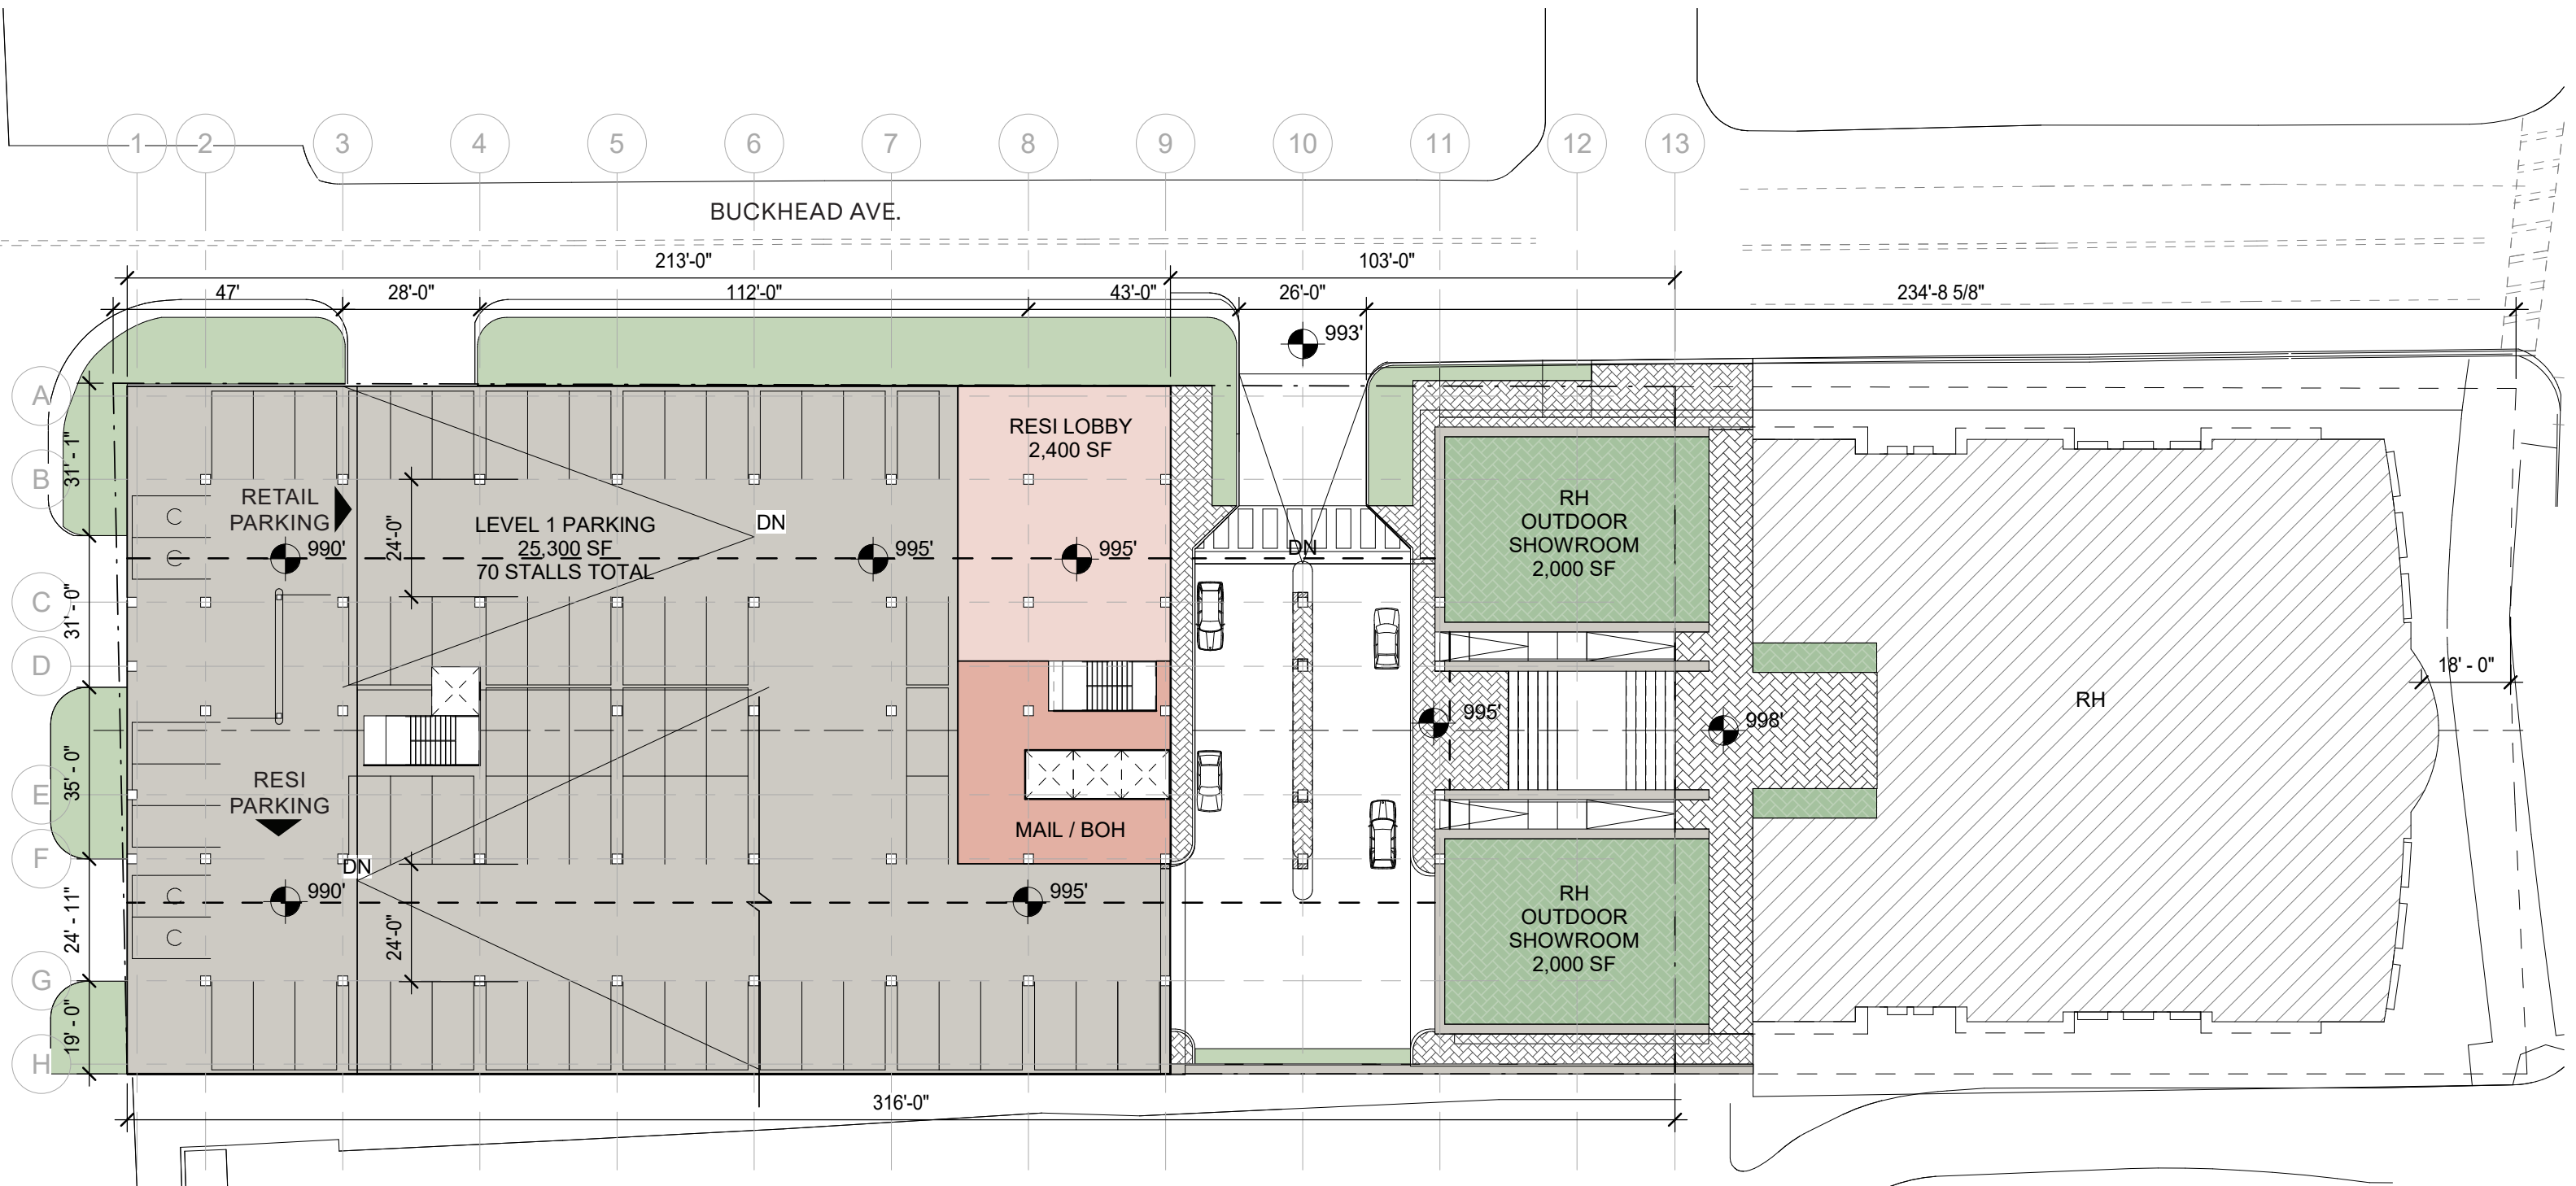 1 2 3 4 5 6 7 8 9 10 11 12 13
BUCKHEAD AVE.
213'-0" 103'-0"
47' 28'-0" 112'-0" 43'-0" 26'-0" 234'-8 5/8"
993'
A
31' - 1"
B
RESI LOBBY
2,400 SF
RETAIL
PARKING
C
C
24'-0"
LEVEL 1 PARKING
25,300 SF
70 STALLS TOTAL
DN
990'
995'
995'
DN
RH
OUTDOOR
SHOWROOM
2,000 SF
C
31' - 0"
D
18' - 0"
RH
995'
998'
35' - 0"
E
RESI
PARKING
MAIL / BOH
F
DN
C
C
990'
995'
24' - 11"
24'-0"
RH
OUTDOOR
SHOWROOM
2,000 SF
G
19' - 0"
H
316'-0"